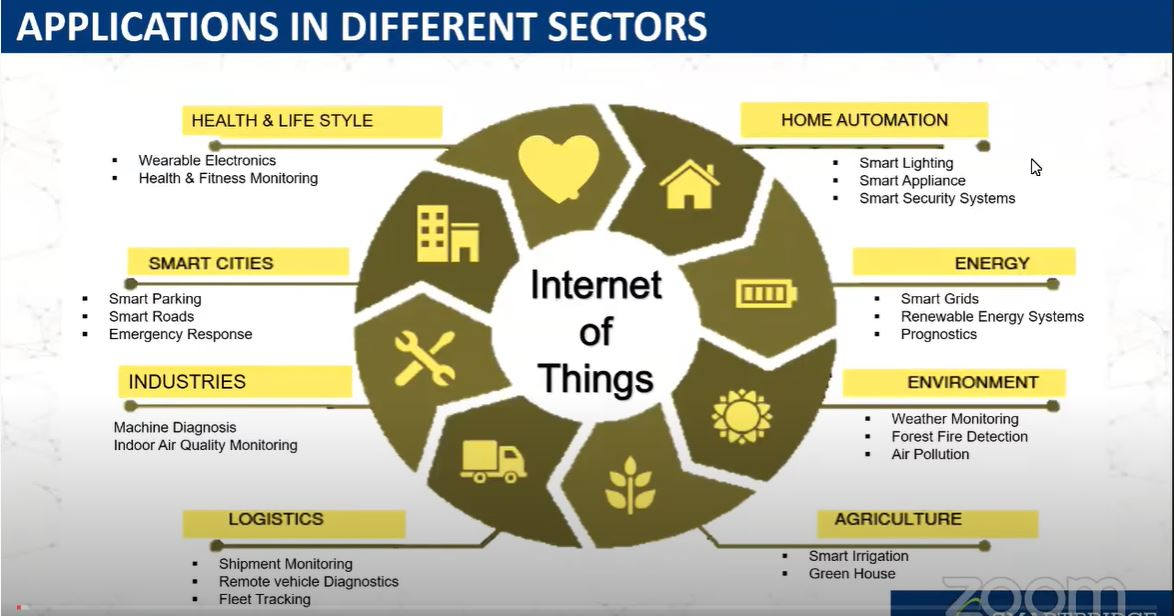 APPLICATIONS IN DIFFERENT SECTORS
HEALTH & LIFE STYLE
▪ Wearable Electronics
▪ Health & Fitness Monitoring
HOME AUTOMATION
▪ Smart Lighting
▪ Smart Appliance
▪ Smart Security Systems
SMART CITIES
▪ Smart Parking
▪ Smart Roads
▪ Emergency Response
Internet
of
Things
ENERGY
▪ Smart Grids
▪ Renewable Energy Systems
▪ Prognostics
INDUSTRIES
Machine Diagnosis
Indoor Air Quality Monitoring
ENVIRONMENT
▪ Weather Monitoring
▪ Forest Fire Detection
▪ Air Pollution
LOGISTICS
▪ Shipment Monitoring
▪ Remote vehicle Diagnostics
▪ Fleet Tracking
AGRICULTURE
▪ Smart Irrigation
▪ Green House
zoom
SMARTBRIDGE